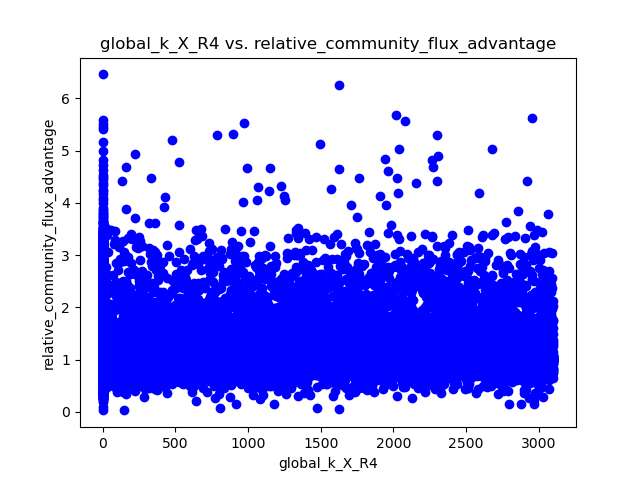 global_k_X_R4 vs. relative_community_flux_advantage
relative_community_flux_advantage
6
5
4
3
2
1
0
0 500 1000 1500 2000 2500 3000
global_k_X_R4